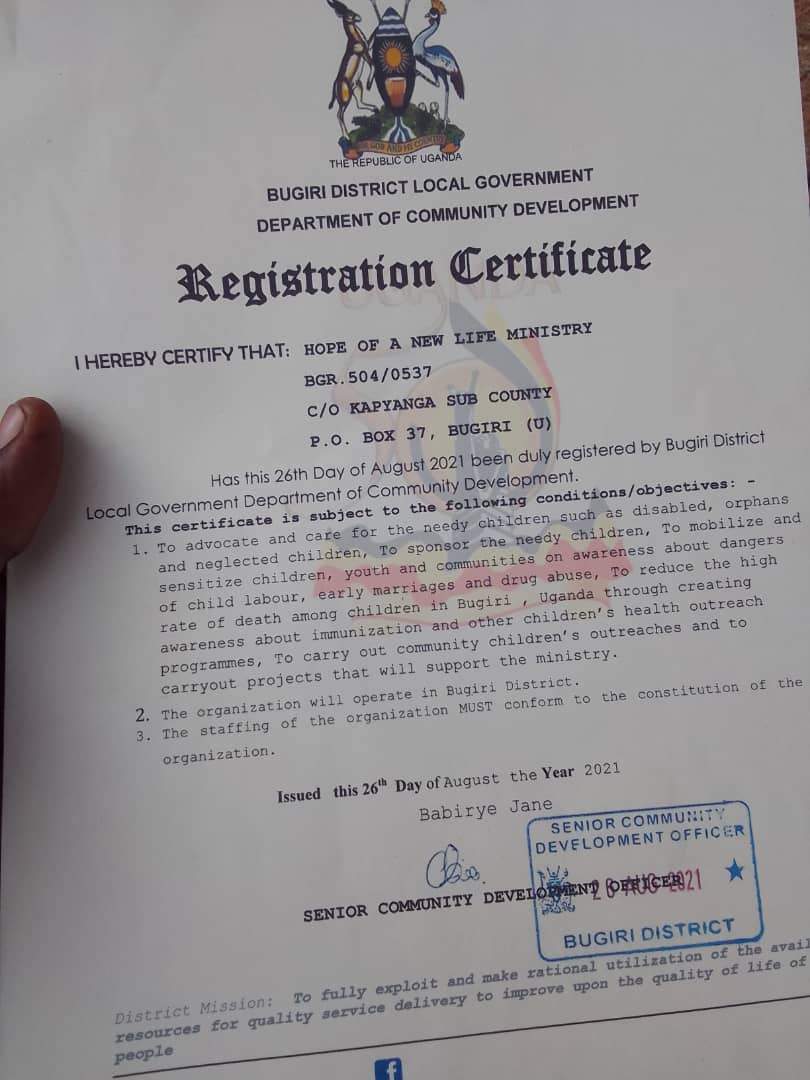 FOR GOD AND MY COUNTRY
THE REPUBLIC OF UGANDA
BUGIRI DISTRICT LOCAL GOVERNMENT
DEPARTMENT OF COMMUNITY DEVELOPMENT
Registration Certificate
UGANDA
I HEREBY CERTIFY THAT: HOPE OF A NEW LIFE MINISTRY
BGR.504/0537
C/O KAPYANGA SUB COUNTY
P.O. BOX 37, BUGIRI (U)
Has this 26th Day of August 2021 been duly registered by Bugiri District
Local Government Department of Community Development.
This certificate is subject to the following conditions/objectives: -
1. To advocate and care for the needy children such as disabled, orphans
and neglected children, To sponsor the needy children, To mobilize and
sensitize children, youth and communities on awareness about dangers
of child labour, early marriages and drug abuse, To reduce the high
rate of death among children in Bugiri , Uganda through creating
awareness about immunization and other children's health outreach
programmes, To carry out community children's outreaches and to
carryout projects that will support the ministry.
2. The organization will operate in Bugiri District.
3. The staffing of the organization MUST conform to the constitution of the
organization.
Issued this 26th Day of August the Year 2021
Babirye Jane
SENIOR COMMUNITY DEVELOPMENT OFFICER
SENIOR COMMUNITY
DEVELOPMENT OFFICER
26 AUG 2021
BUGIRI DISTRICT
District Mission: To fully exploit and make rational utilization of the avail
resources for quality service delivery to improve upon the quality of life of
people
f